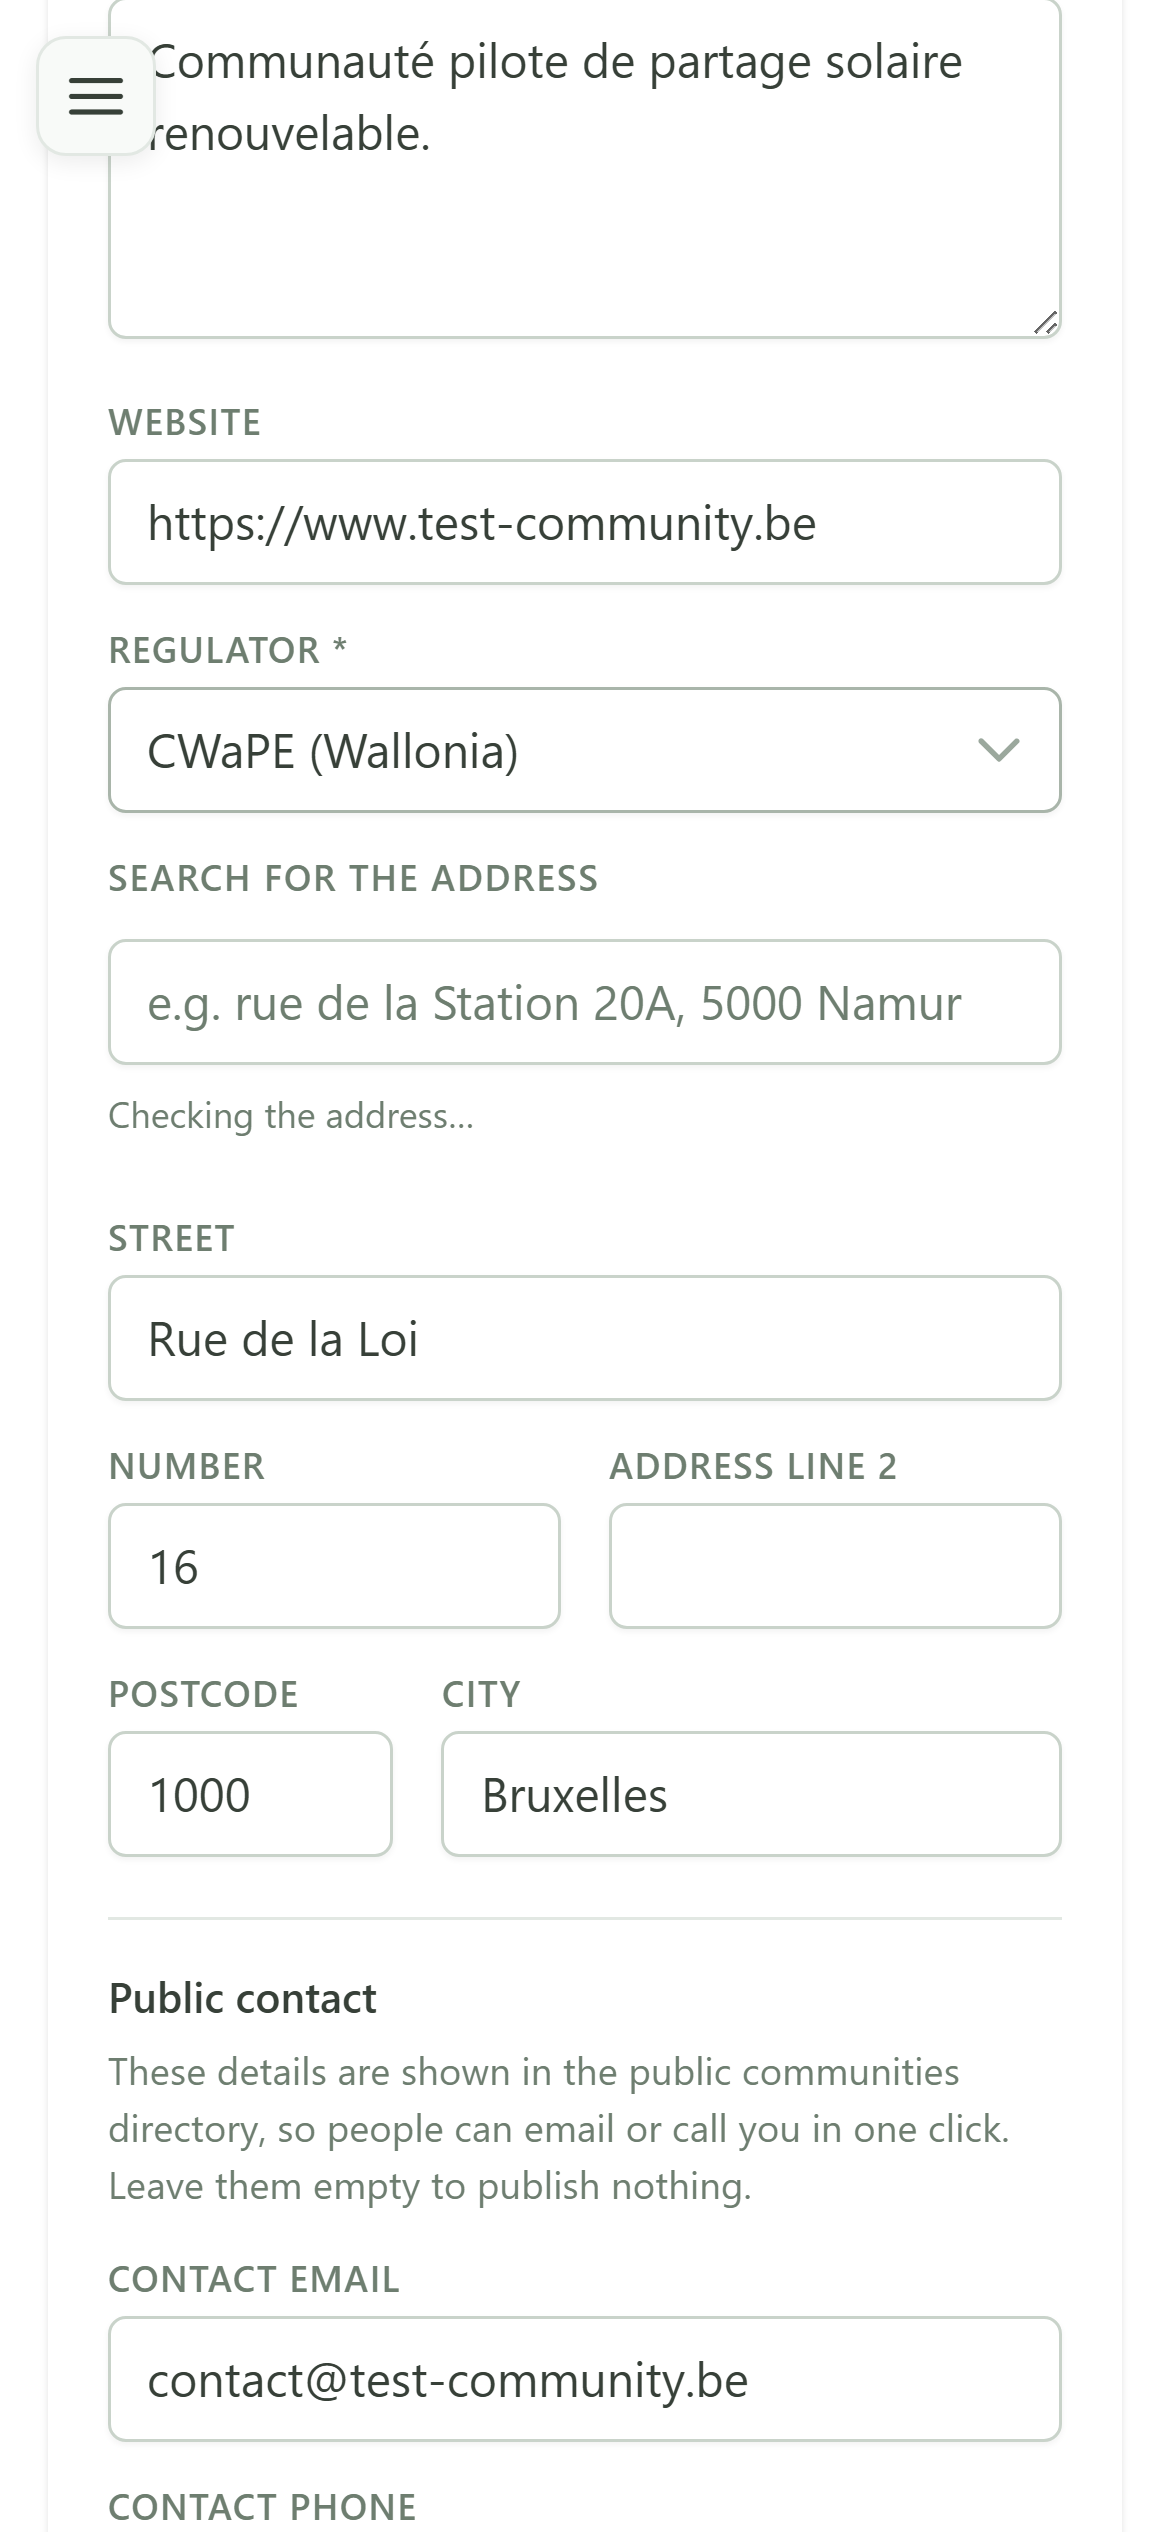 Communauté pilote de partage solaire
renouvelable.
WEBSITE
https://www.test-community.be
REGULATOR *
CWaPE (Wallonia)
SEARCH FOR THE ADDRESS
e.g. rue de la Station 20A, 5000 Namur
Checking the address...
STREET
Rue de la Loi
NUMBER
ADDRESS LINE 2
16
POSTCODE
CITY
1000
Bruxelles
Public contact
These details are shown in the public communities
directory, so people can email or call you in one click.
Leave them empty to publish nothing.
CONTACT EMAIL
contact@test-community.be
CONTACT PHONE